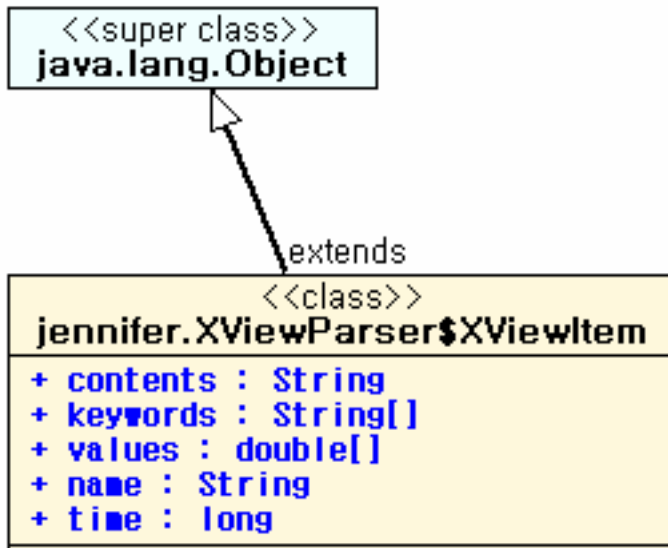 <<super class>>
java.lang.Object
extends
<<class>>
jennifer.XViewParser$XViewItem
+ contents : String
+ keywords : String[]
+ values : double[]
+ name : String
+ time : long